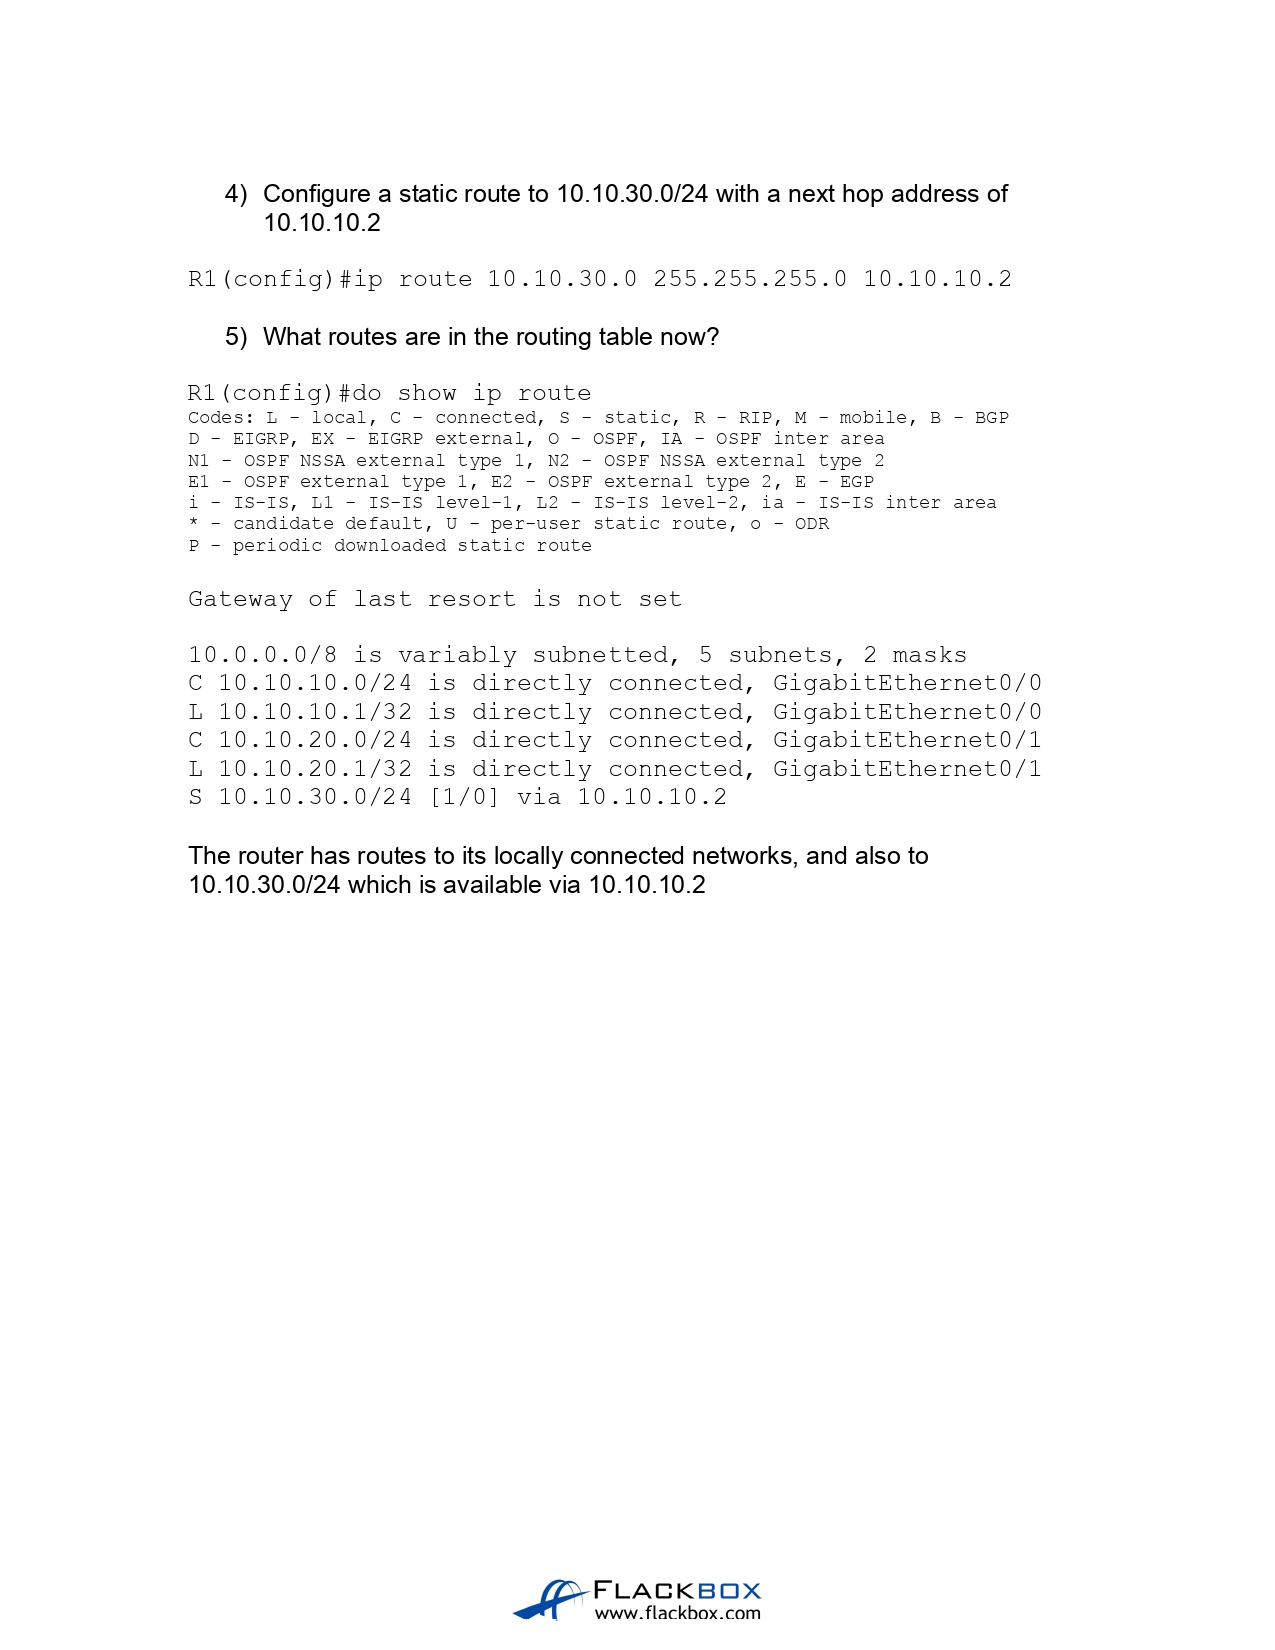 4) Configure a static route to 10.10.30.0/24 with a next hop address of
10.10.10.2
R1(config)#ip route 10.10.30.0 255.255.255.0 10.10.10.2
5) What routes are in the routing table now?
R1(config)#do show ip route
Codes: L - local, C - connected, S - static, R - RIP, M - mobile, B - BGP
D - EIGRP, EX - EIGRP external, O - OSPF, IA - OSPF inter area
N1 - OSPF NSSA external type 1, N2 - OSPF NSSA external type 2
E1 - OSPF external type 1, E2 - OSPF external type 2, E - EGP
i - IS-IS, L1 - IS-IS level-1, L2 - IS-IS level-2, ia - IS-IS inter area
* - candidate default, U - per-user static route, o - ODR
P - periodic downloaded static route
Gateway of last resort is not set
10.0.0.0/8 is variably subnetted, 5 subnets, 2 masks
C 10.10.10.0/24 is directly connected, GigabitEthernet0/0
L 10.10.10.1/32 is directly connected, GigabitEthernet0/0
C 10.10.20.0/24 is directly connected, GigabitEthernet0/1
L 10.10.20.1/32 is directly connected, GigabitEthernet0/1
S 10.10.30.0/24 [1/0] via 10.10.10.2
The router has routes to its locally connected networks, and also to
10.10.30.0/24 which is available via 10.10.10.2
FLACKBOX
www.flackbox.com